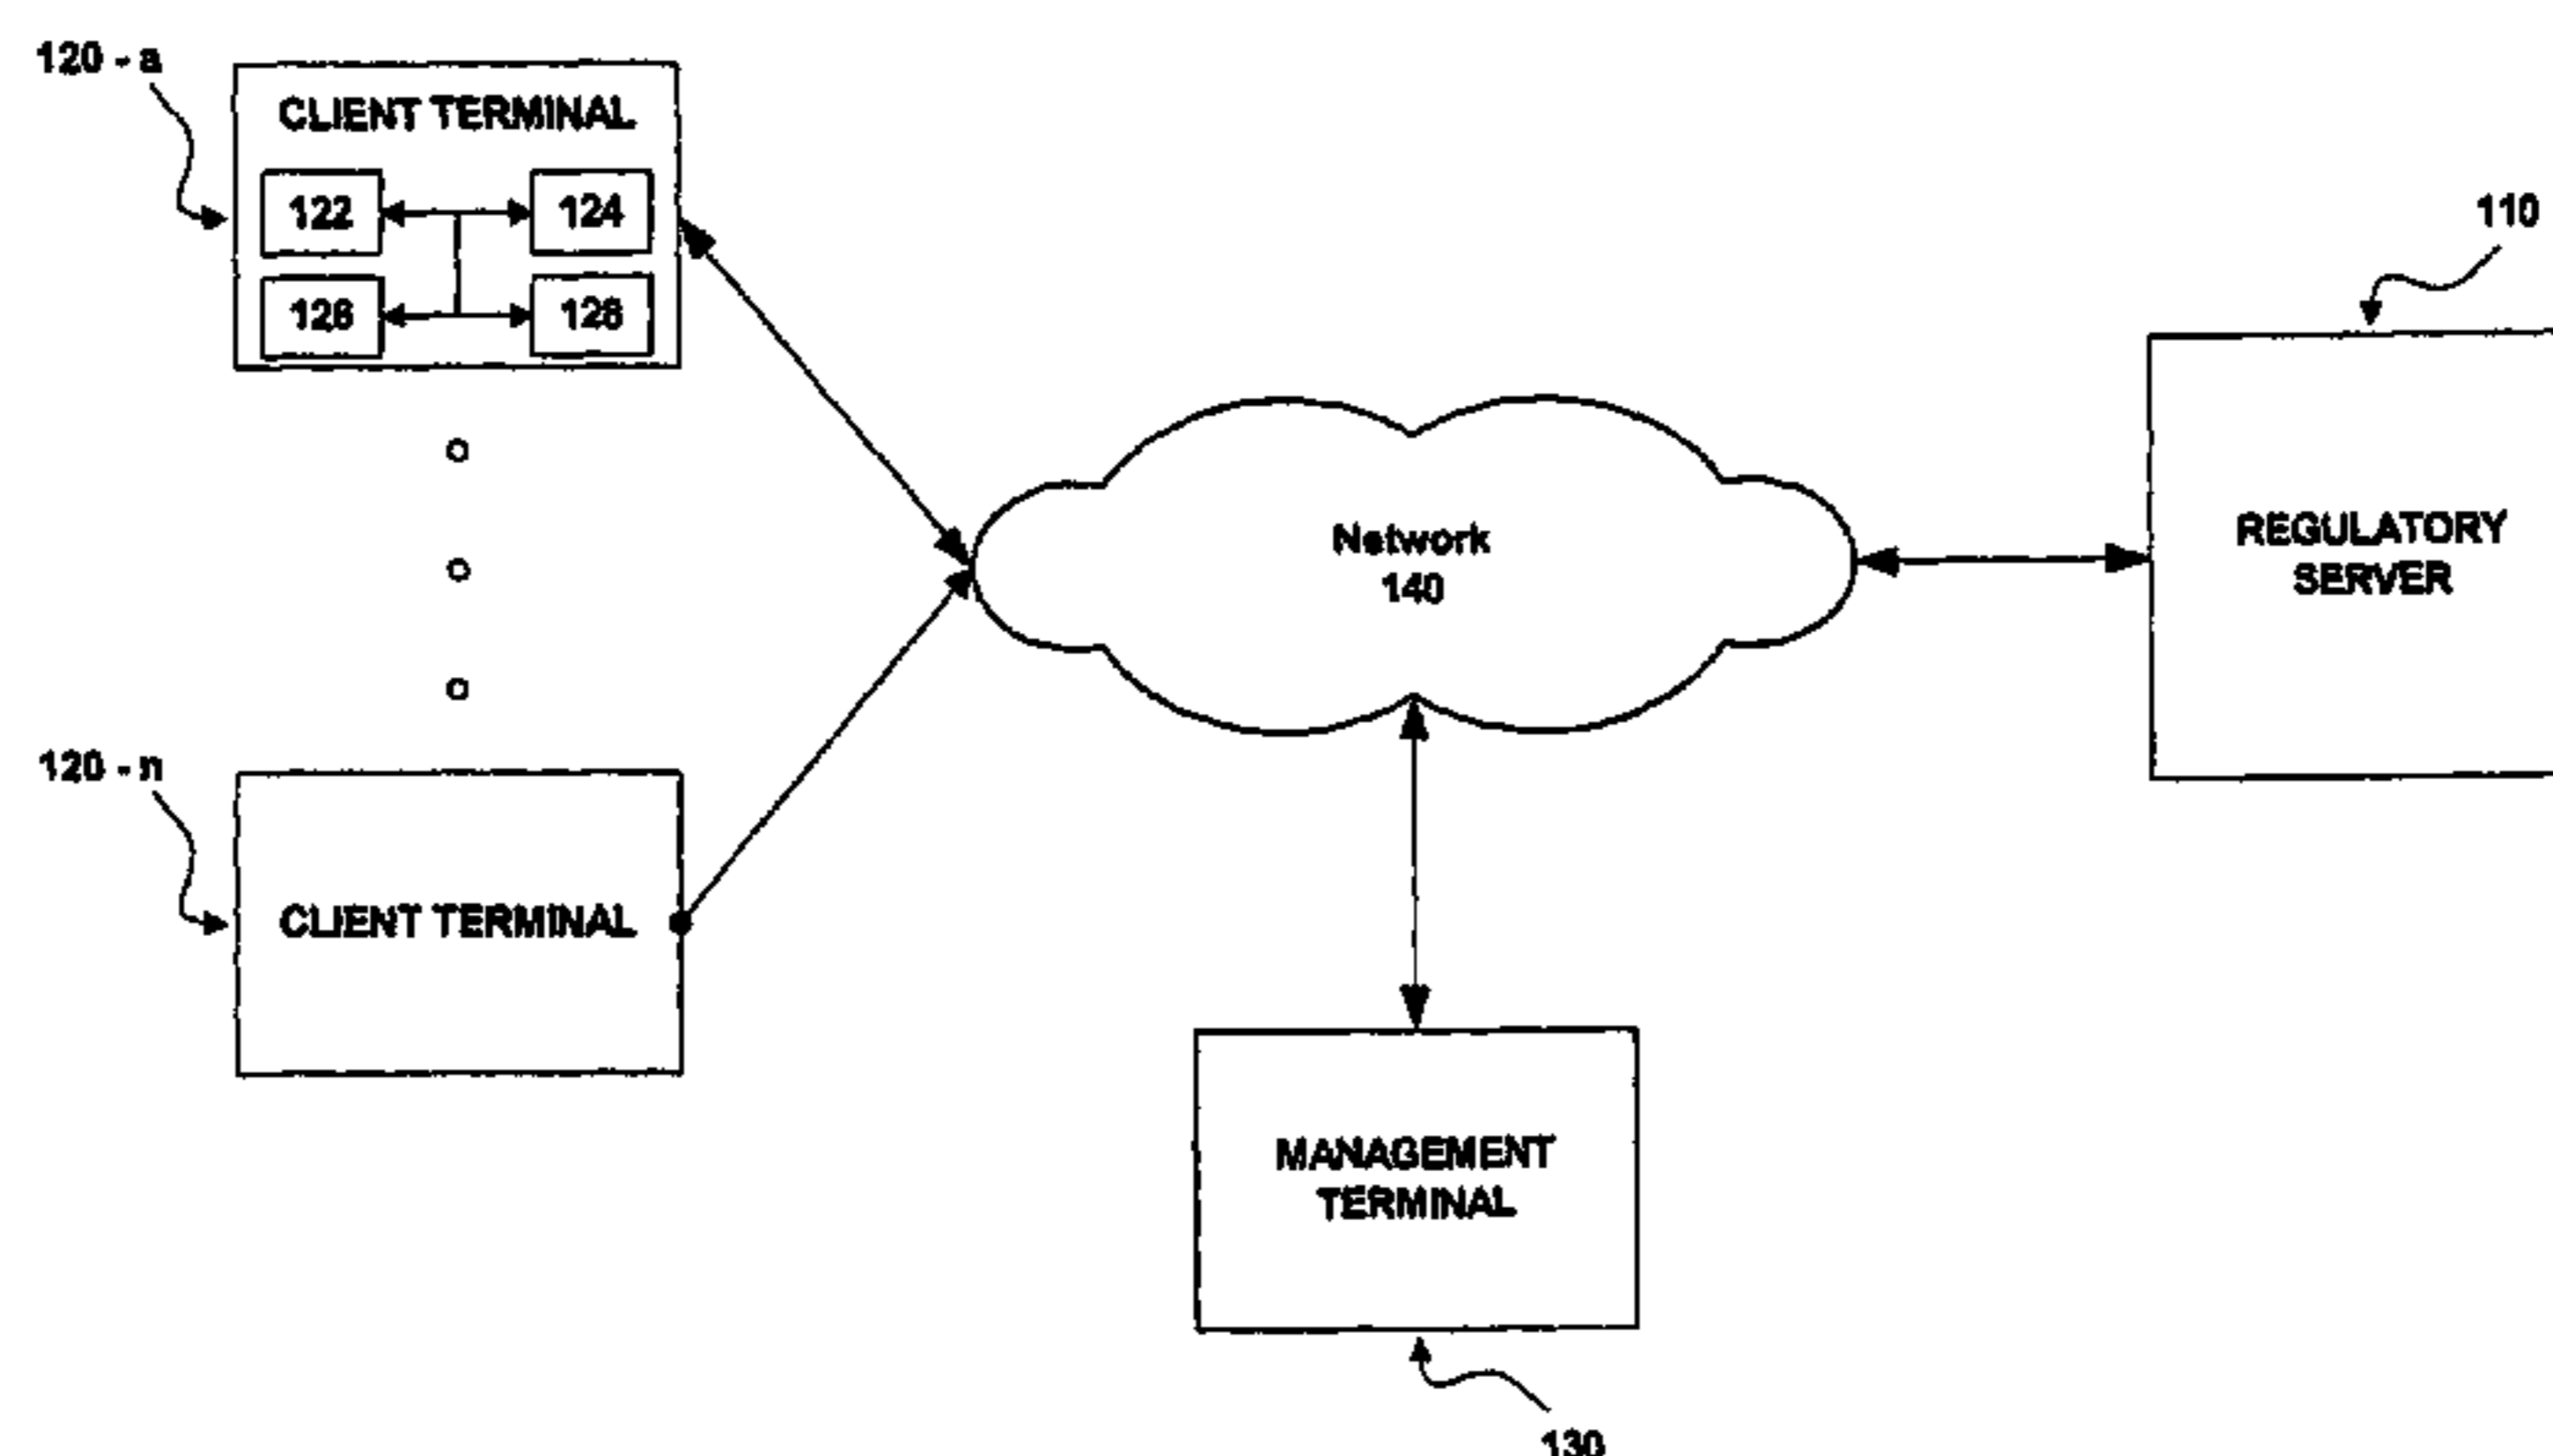 120 - a
CLIENT TERMINAL
122
124
126
128
110
REGULATORY
SERVER
Network
140
120 - n
CLIENT TERMINAL
MANAGEMENT
TERMINAL
130